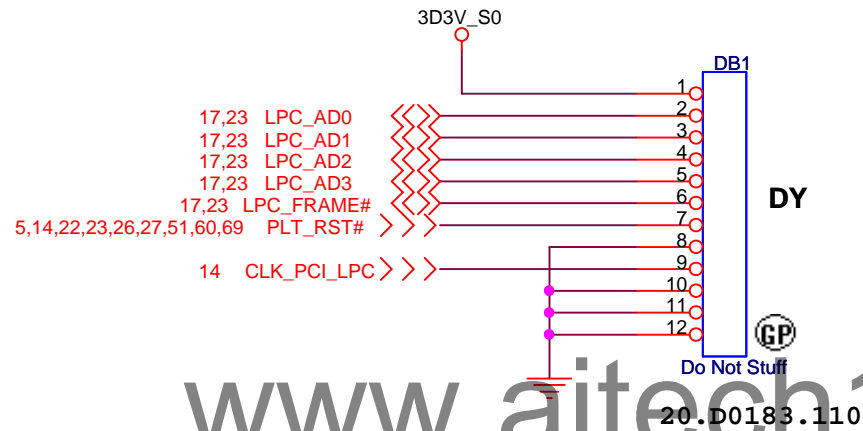 3D3V_S0
DB1
1
17,23 LPC_AD0 2
17,23 LPC_AD1 3
17,23 LPC_AD2 4
17,23 LPC_AD3 5
17,23 LPC_FRAME# 6
DY
5,14,22,23,26,27,51,60,69 PLT_RST# 7
8
14 CLK_PCI_LPC 9
10
11
12
GP
Do Not Stuff
www.aitech1
20.D0183.110